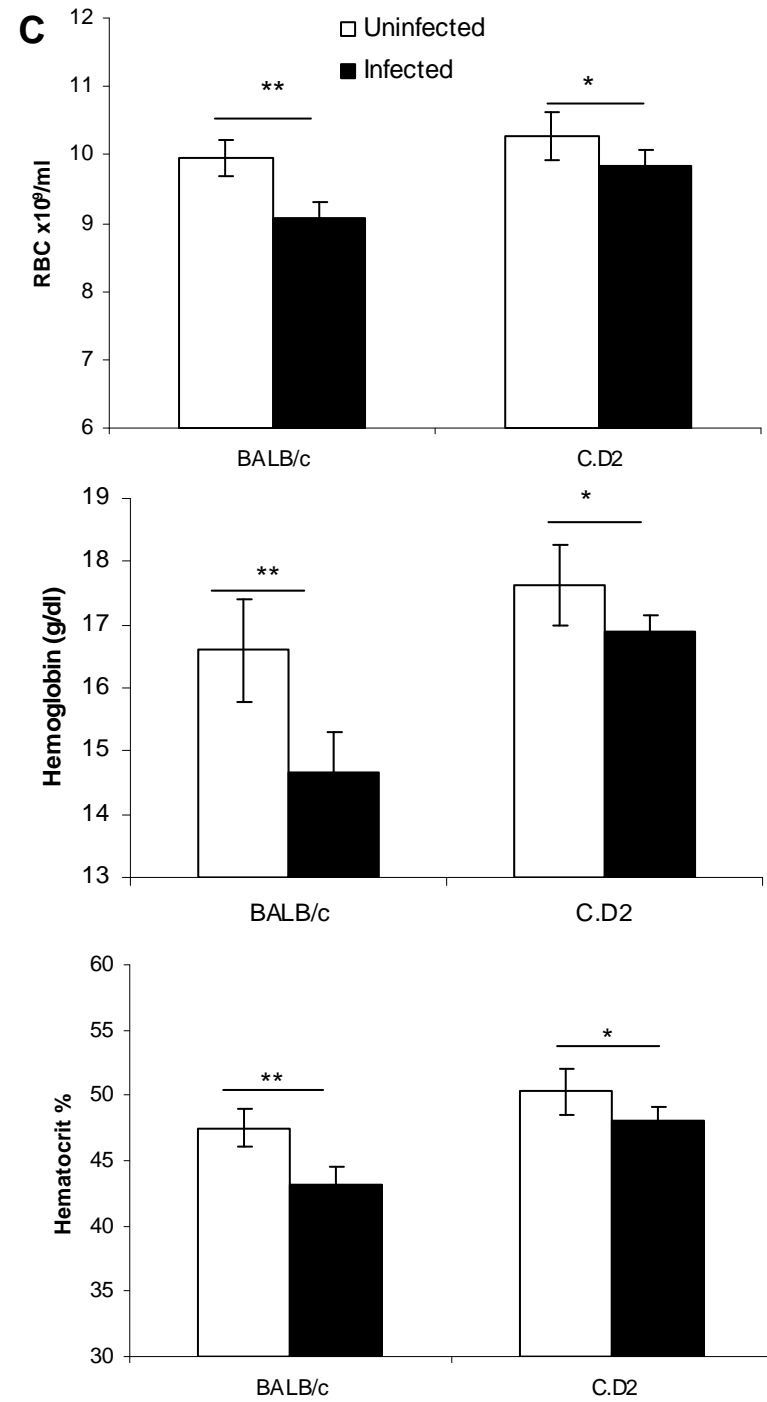 C
Uninfected
Infected
12
11
10
9
8
7
6
RBC x10⁹/ml
**
*
BALB/c
C.D2
19
18
17
16
15
14
13
Hemoglobin (g/dl)
**
*
BALB/c
C.D2
60
55
50
45
40
35
30
Hematocrit %
**
*
BALB/c
C.D2